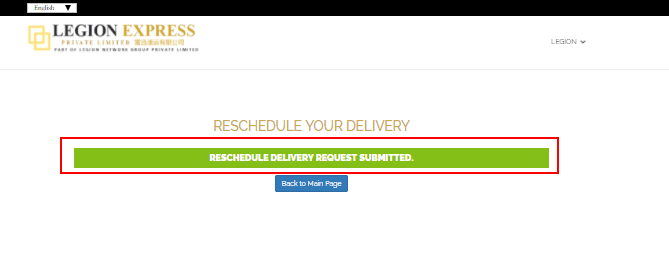 English
LEGION EXPRESS
PRIVATE LIMITED
PART OF LEGION NETWORK GROUP PRIVATE LIMITED
LEGION
RESCHEDULE YOUR DELIVERY
RESCHEDULE DELIVERY REQUEST SUBMITTED.
Back to Main Page